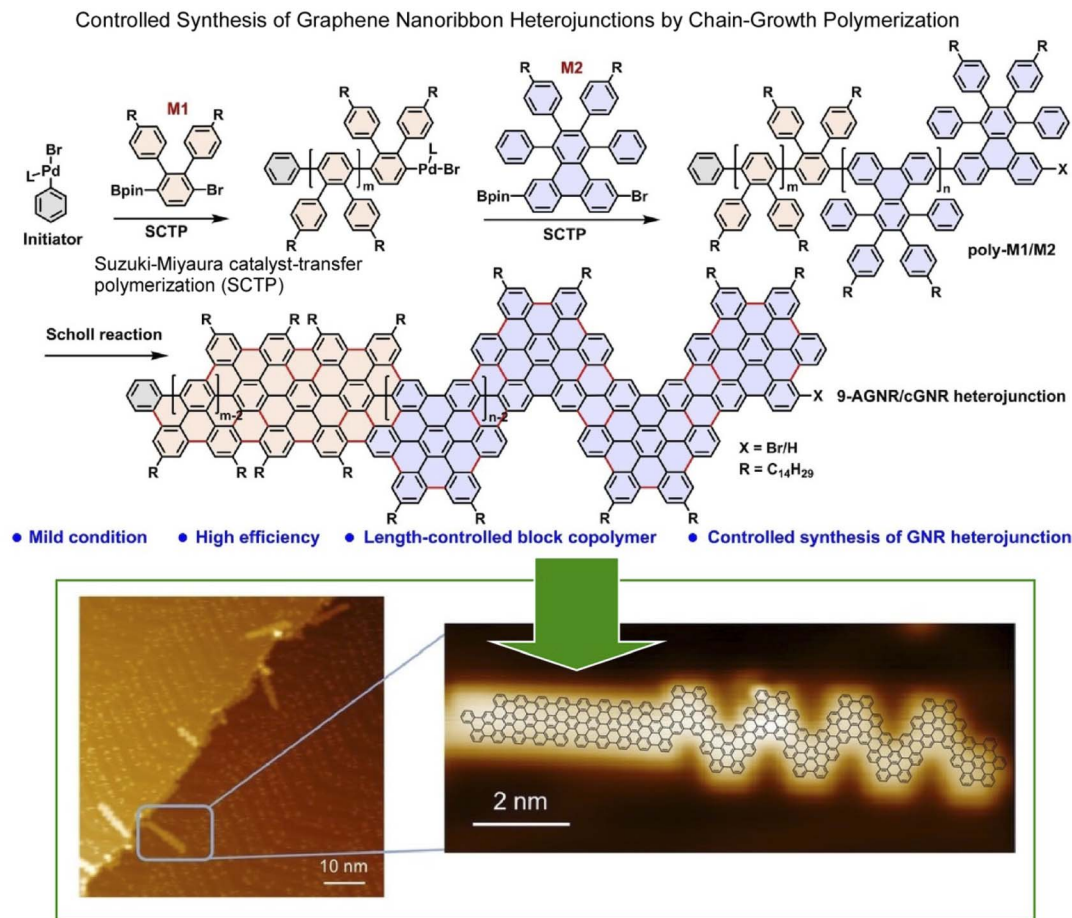 Controlled Synthesis of Graphene Nanoribbon Heterojunctions by Chain-Growth Polymerization
R
R
M2
R
R
M1
R
R
R
R
R
R
Br
L
Pd
L
Pd-Br
m
Bpin
Br
Bpin
Br
m
n
X
Initiator
SCTP
R
R
SCTP
R
R
poly-M1/M2
Suzuki-Miyaura catalyst-transfer
polymerization (SCTP)
R
R
R
R
R
R
Scholl reaction
R
R
R
R
m-2
n-2
X
9-AGNR/cGNR heterojunction
X = Br/H
R = C14H29
R
R
R
R
R
R
R
R
• Mild condition • High efficiency • Length-controlled block copolymer • Controlled synthesis of GNR heterojunction
2 nm
10 nm